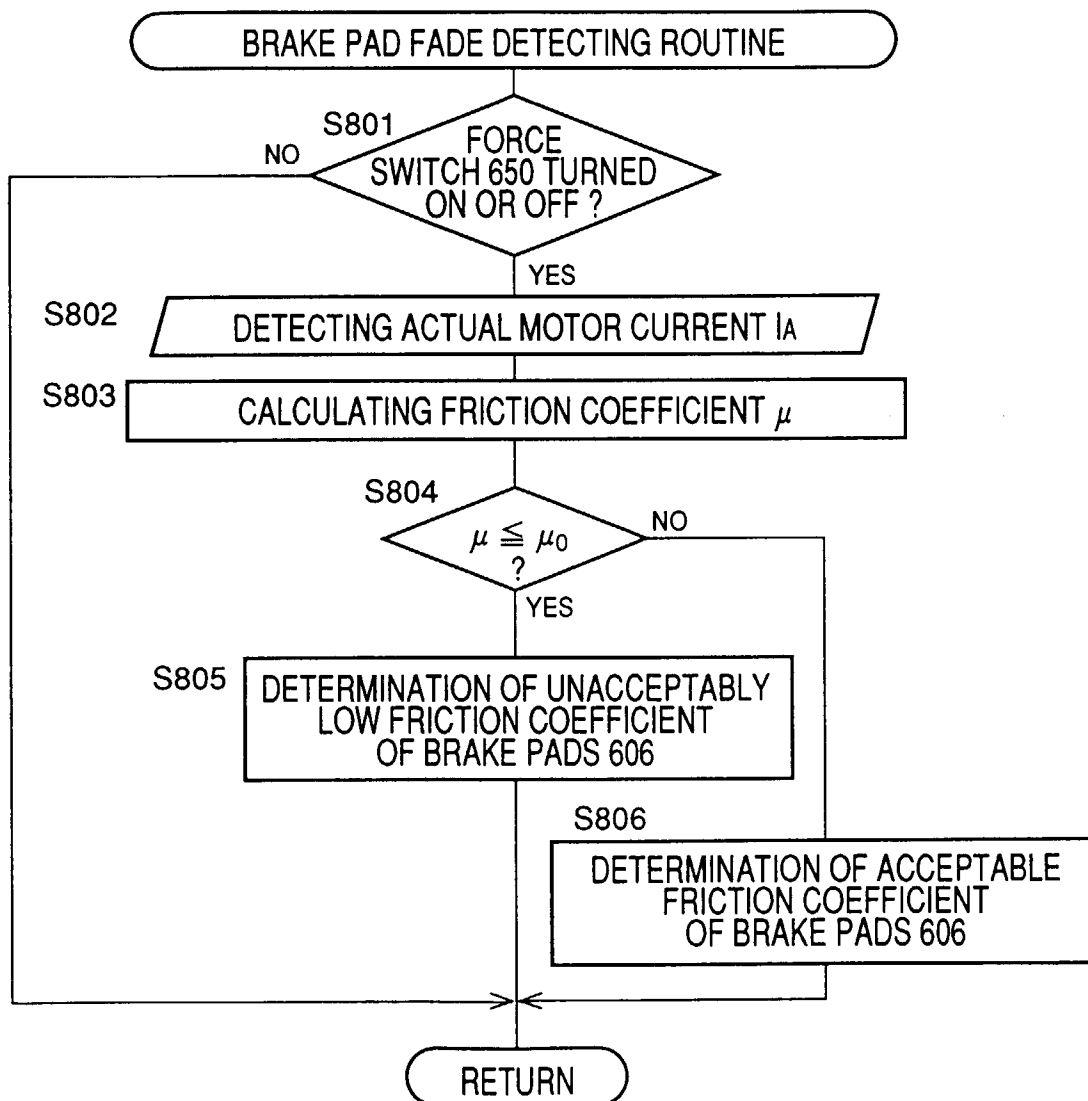 BRAKE PAD FADE DETECTING ROUTINE
S801
NO
FORCE
SWITCH 650 TURNED
ON OR OFF ?
YES
S802
DETECTING ACTUAL MOTOR CURRENT IA
S803
CALCULATING FRICTION COEFFICIENT μ
S804
μ ≦ μ0
?
NO
YES
S805
DETERMINATION OF UNACCEPTABLY
LOW FRICTION COEFFICIENT
OF BRAKE PADS 606
S806
DETERMINATION OF ACCEPTABLE
FRICTION COEFFICIENT
OF BRAKE PADS 606
RETURN